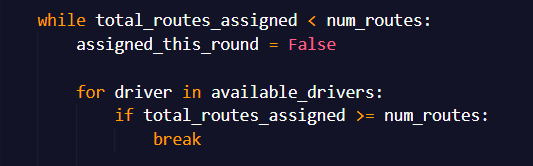 while total_routes_assigned < num_routes:
    assigned_this_round = False
    for driver in available_drivers:
        if total_routes_assigned >= num_routes:
            break